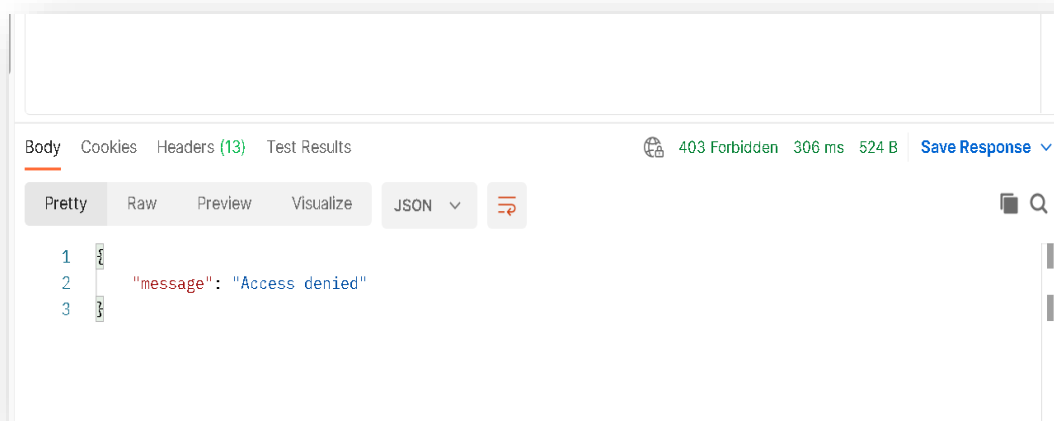 Body Cookies Headers (13) Test Results 403 Forbidden 306 ms 524 B Save Response
Pretty Raw Preview Visualize JSON
1 {
2 "message": "Access denied"
3 }